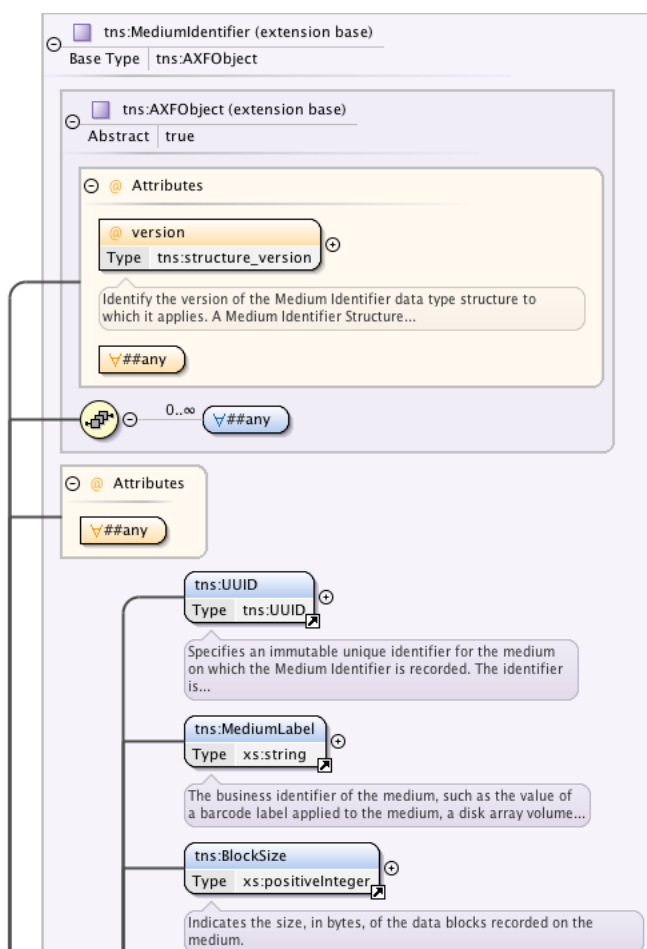 tns:MediumIdentifier (extension base)
Base Type tns:AXFObject
tns:AXFObject (extension base)
Abstract true
@ Attributes
@ version
Type tns:structure_version
Identify the version of the Medium Identifier data type structure to
which it applies. A Medium Identifier Structure...
∀##any
0..∞ ∀##any
@ Attributes
∀##any
tns:UUID
Type tns:UUID
Specifies an immutable unique identifier for the medium
on which the Medium Identifier is recorded. The identifier
is...
tns:MediumLabel
Type xs:string
The business identifier of the medium, such as the value of
a barcode label applied to the medium, a disk array volume...
tns:BlockSize
Type xs:positiveInteger
Indicates the size, in bytes, of the data blocks recorded on the
medium.